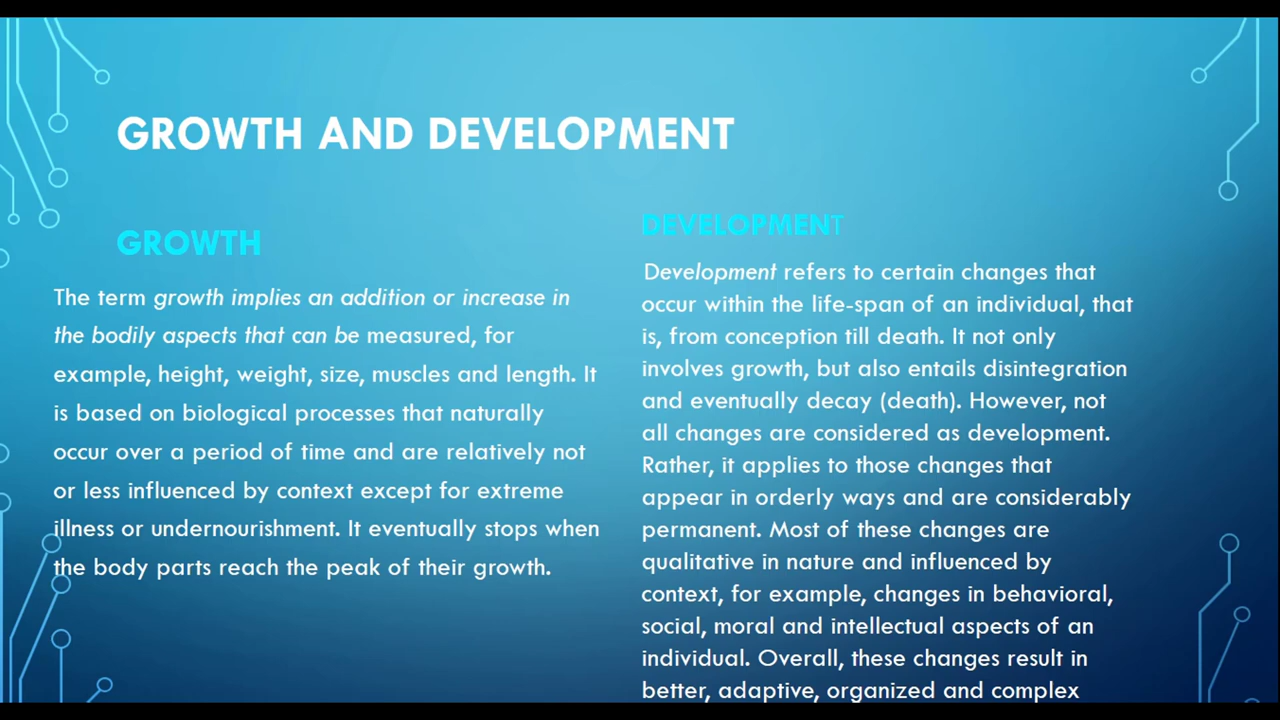 GROWTH AND DEVELOPMENT
GROWTH
The term growth implies an addition or increase in
the bodily aspects that can be measured, for
example, height, weight, size, muscles and length. It
is based on biological processes that naturally
occur over a period of time and are relatively not
or less influenced by context except for extreme
illness or undernourishment. It eventually stops when
the body parts reach the peak of their growth.
DEVELOPMENT
Development refers to certain changes that
occur within the life-span of an individual, that
is, from conception till death. It not only
involves growth, but also entails disintegration
and eventually decay (death). However, not
all changes are considered as development.
Rather, it applies to those changes that
appear in orderly ways and are considerably
permanent. Most of these changes are
qualitative in nature and influenced by
context, for example, changes in behavioral,
social, moral and intellectual aspects of an
individual. Overall, these changes result in
better, adaptive, organized and complex